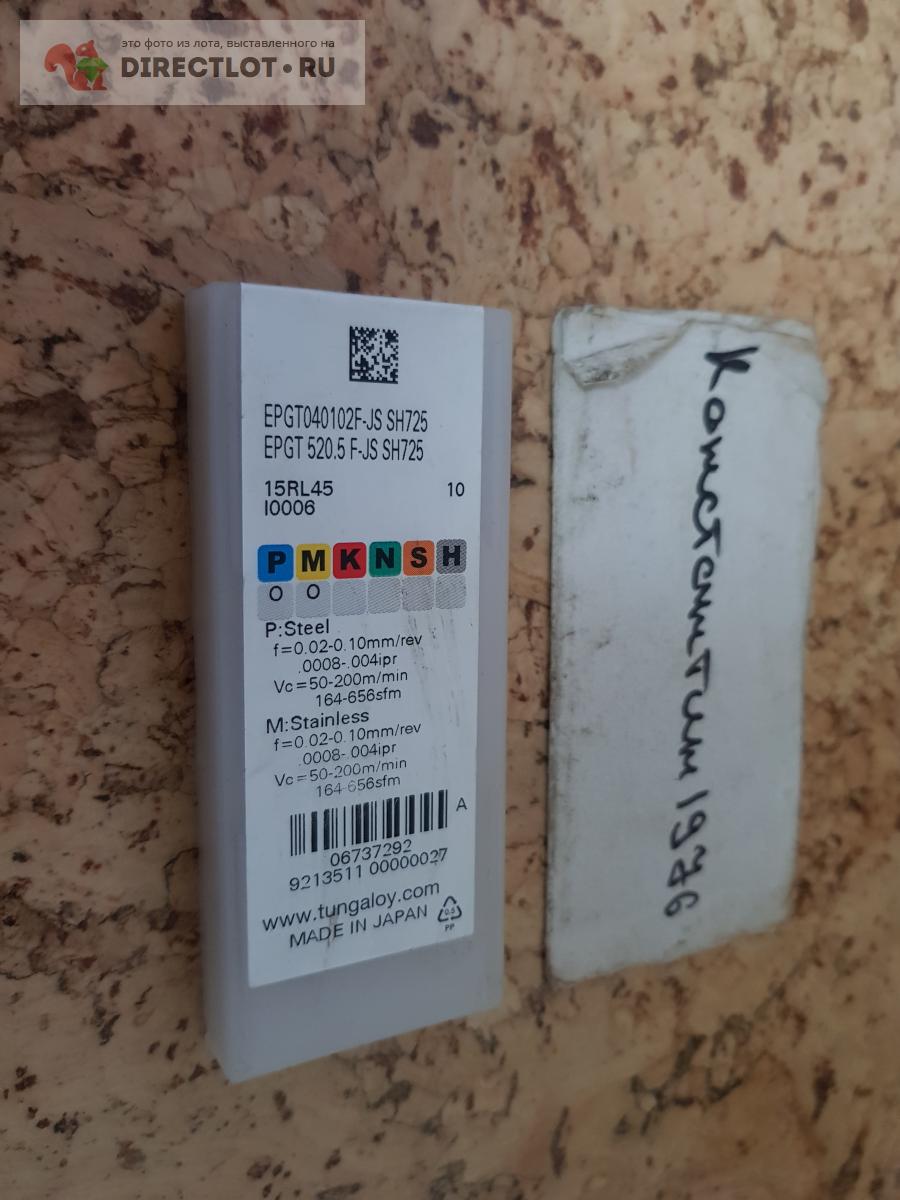 это фото из лота, выставленного на
DIRECTLOT.RU
EPGT040102F-JS SH725
EPGT 520.5 F-JS SH725
15RL45 10
I0006
P M K N S H
O O
P:Steel
f=0.02-0.10mm/rev
.0008-.004ipr
Vc=50-200m/min
164-656sfm
M:Stainless
f=0.02-0.10mm/rev
.0008-.004ipr
Vc=50-200m/min
164-656sfm
A
06737292
9213511 00000027
www.tungaloy.com
MADE IN JAPAN
0.5
PP
Константин 1976